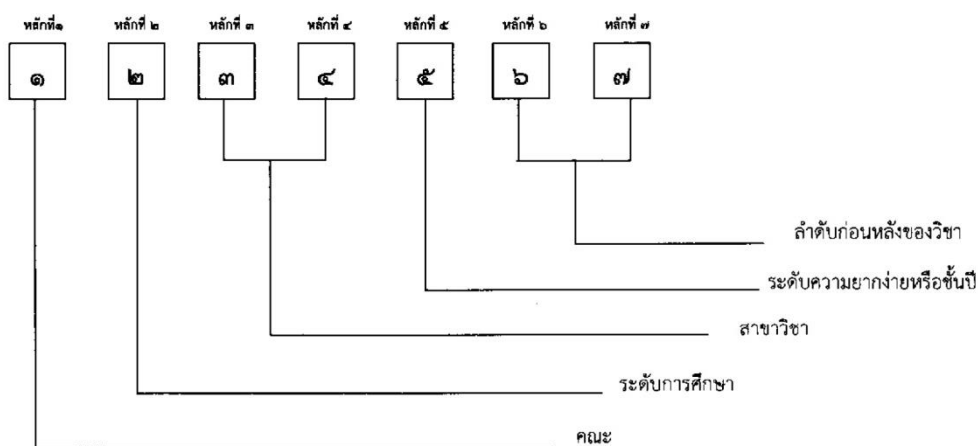 หลักที่๑ หลักที่ ๒ หลักที่ ๓ หลักที่ ๔ หลักที่ ๕ หลักที่ ๖ หลักที่ ๗
๑ ๒ ๓ ๔ ๕ ๖ ๗
ลำดับก่อนหลังของวิชา
ระดับความยากง่ายหรือชั้นปี
สาขาวิชา
ระดับการศึกษา
คณะ